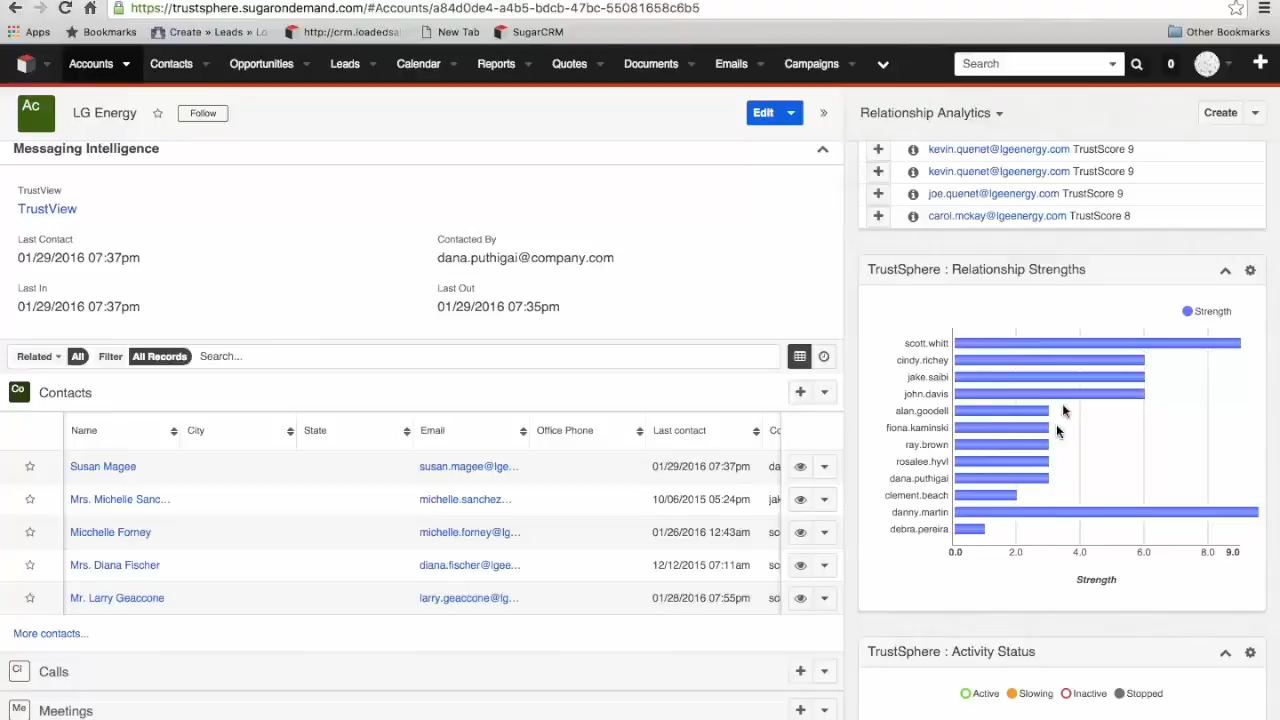 https://trustsphere.sugarondemand.com/#Accounts/a84d0de4-a4b5-bdcb-47bc-55081658c6b5
Apps Bookmarks Create » Leads » Lo http://crm.loadedsa New Tab SugarCRM Other Bookmarks
Accounts Contacts Opportunities Leads Calendar Reports Quotes Documents Emails Campaigns Search 0
Ac LG Energy Follow Edit »
Messaging Intelligence
TrustView
TrustView
Last Contact Contacted By
01/29/2016 07:37pm dana.puthigai@company.com
Last In Last Out
01/29/2016 07:37pm 01/29/2016 07:35pm
Related All Filter All Records Search...
Co Contacts
Name City State Email Office Phone Last contact Cc
Susan Magee susan.magee@lge... 01/29/2016 07:37pm da
Mrs. Michelle Sanc... michelle.sanchez... 10/06/2015 05:24pm jak
Micchelle Forney michelle.forney@lg... 01/26/2016 12:43am sc
Mrs. Diana Fischer diana.fischer@lgee... 12/12/2015 07:11am sc
Mr. Larry Geaccone larry.geaccone@lg... 01/28/2016 07:55pm sc
More contacts...
Cl Calls
Me Meetings
Relationship Analytics Create
kevin.quenet@lgeenergy.com TrustScore 9
kevin.quenet@lgeenergy.com TrustScore 9
joe.quenet@lgeenergy.com TrustScore 9
carol.mckay@lgeenergy.com TrustScore 8
TrustSphere : Relationship Strengths
Strength
scott.whitt
cindy.richey
jake.saibi
john.davis
alan.goodell
fiona.kaminski
ray.brown
rosalee.hyvl
dana.puthigai
clement.beach
danny.martin
debra.pereira
0.0 2.0 4.0 6.0 8.0 9.0
Strength
TrustSphere : Activity Status
Active Slowing Inactive Stopped